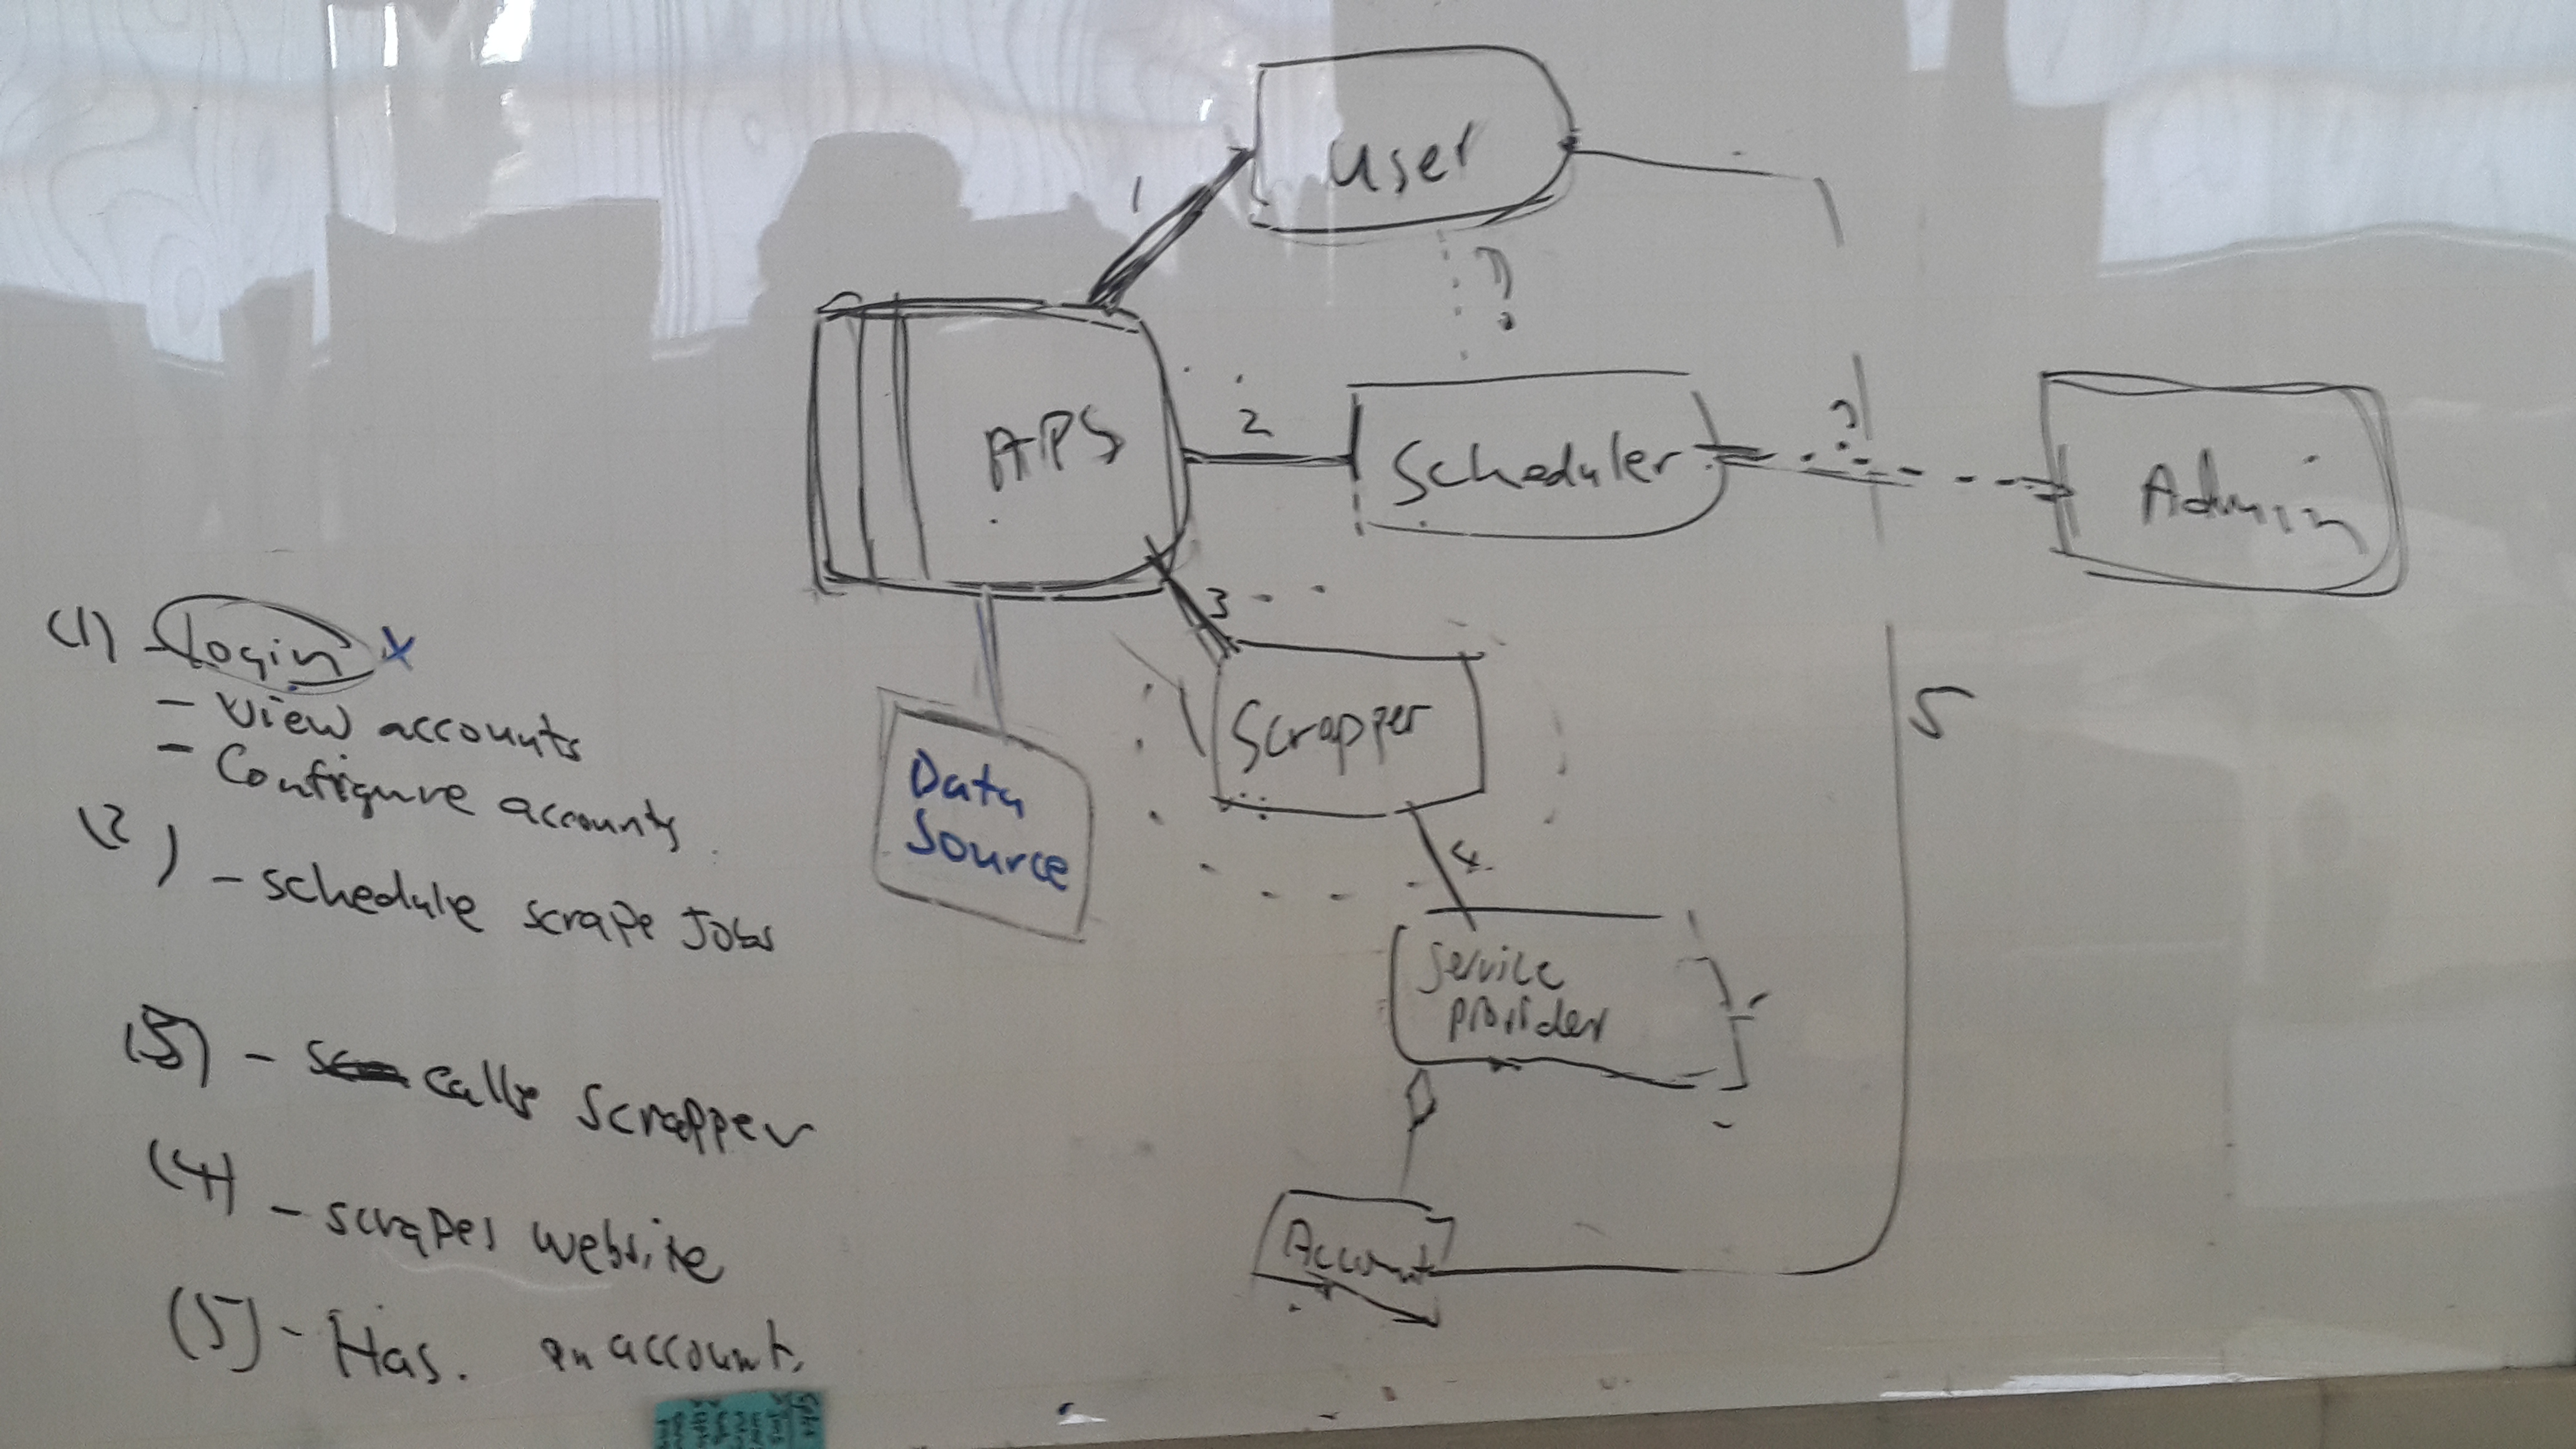 User
1
?
APS
2
Scheduler
?
Admin
3
Scrapper
5
Data
Source
4
Service
provider
Account
(1) - Login x
- View accounts
- Configure accounts
(2) - schedule scrape Jobs
(3) - calls Scrapper
(4) - scrapes website
(5) - Has. an account.